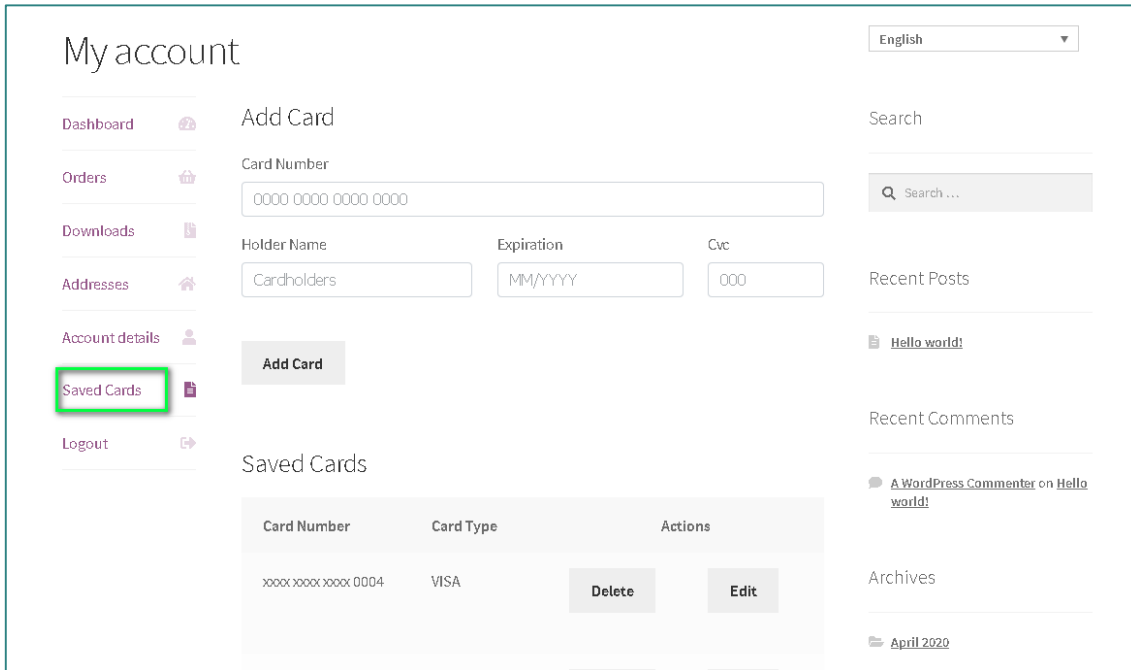 My account
English
Dashboard
Orders
Downloads
Addresses
Account details
Saved Cards
Logout
Add Card
Card Number
0000 0000 0000 0000
Holder Name
Expiration
Cvc
Cardholders
MM/YYYY
000
Add Card
Saved Cards
Card Number
Card Type
Actions
xxxx xxxx xxxx 0004
VISA
Delete
Edit
Search
Search ...
Recent Posts
Hello world!
Recent Comments
A WordPress Commenter on Hello
world!
Archives
April 2020